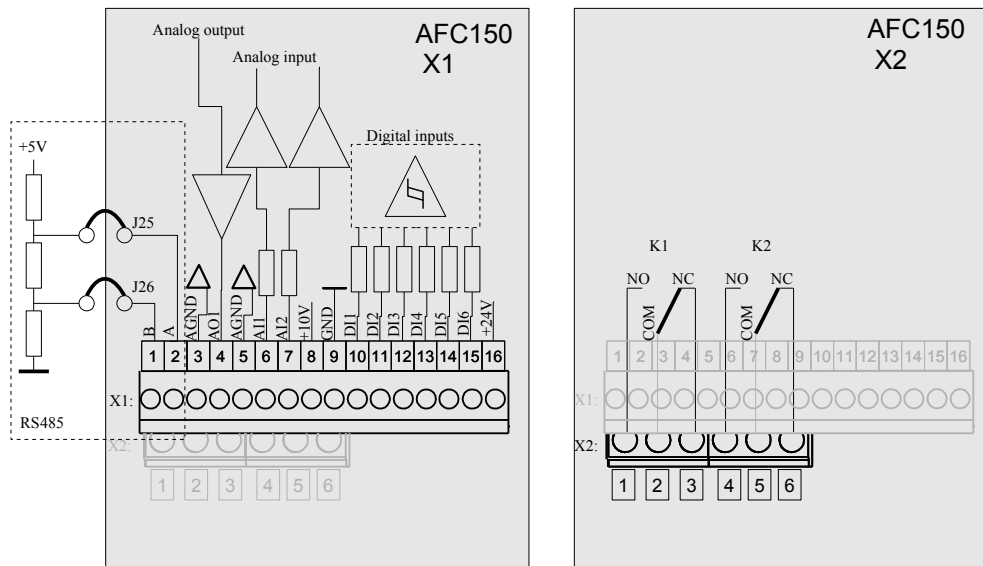 Analog output
AFC150
X1
Analog input
Digital inputs
+5V
J25
J26
B
A
AGND
AO1
AGND
AI1
AI2
+10V
GND
DI1
DI2
DI3
DI4
DI5
DI6
+24V
1 2 3 4 5 6 7 8 9 10 11 12 13 14 15 16
X1:
RS485
X2:
1 2 3 4 5 6
AFC150
X2
K1 K2
NO NC NO NC
COM COM
1 2 3 4 5 6 7 8 9 10 11 12 13 14 15 16
X1:
X2:
1 2 3 4 5 6